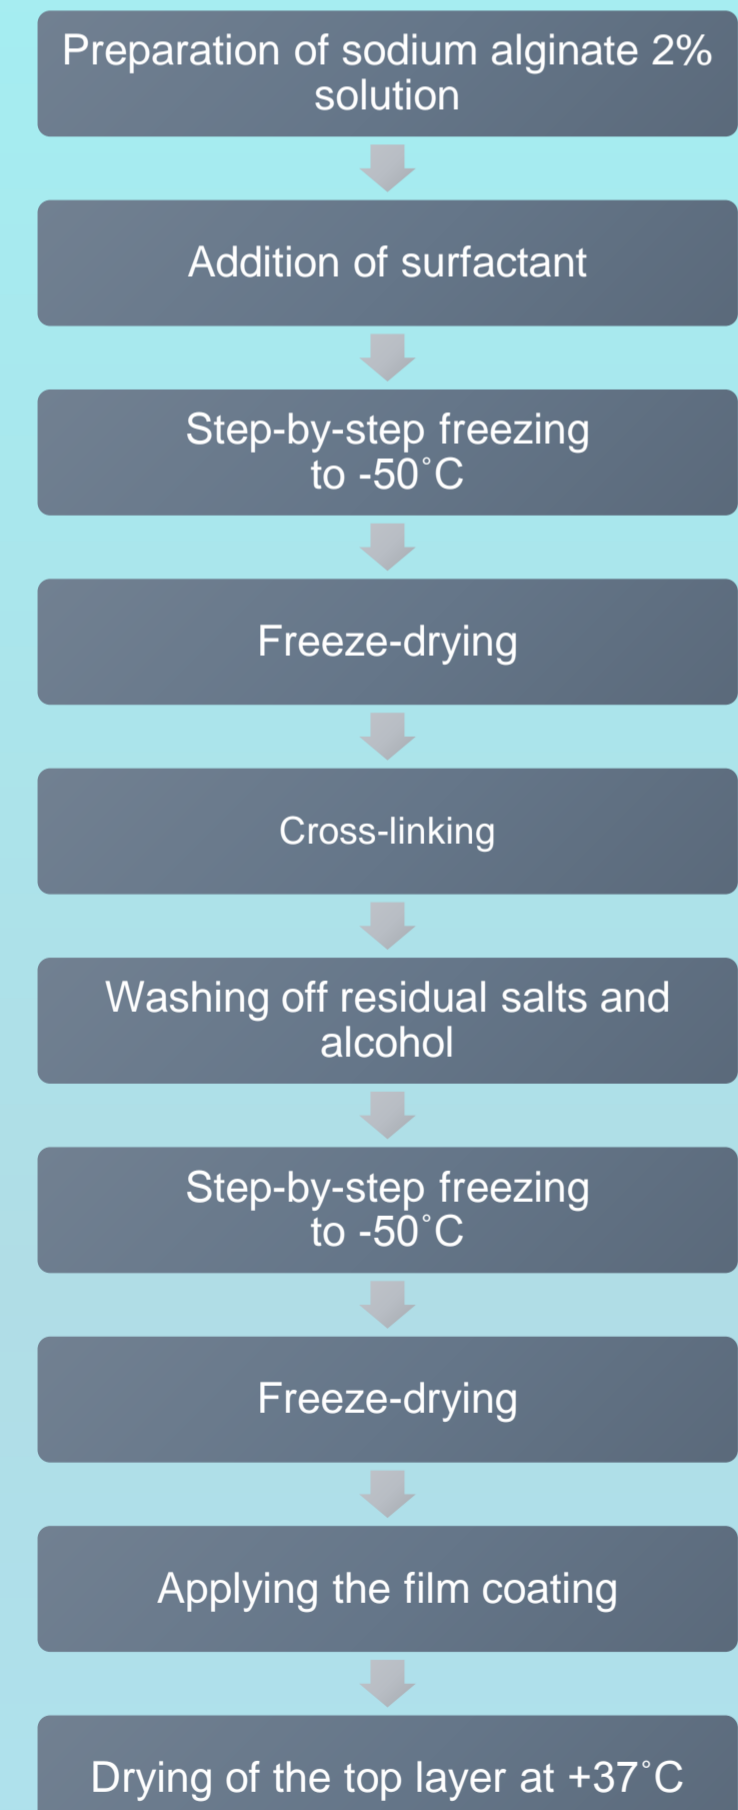 Preparation of sodium alginate 2%
solution
Addition of surfactant
Step-by-step freezing
to -50˚C
Freeze-drying
Cross-linking
Washing off residual salts and
alcohol
Step-by-step freezing
to -50˚C
Freeze-drying
Applying the film coating
Drying of the top layer at +37˚C